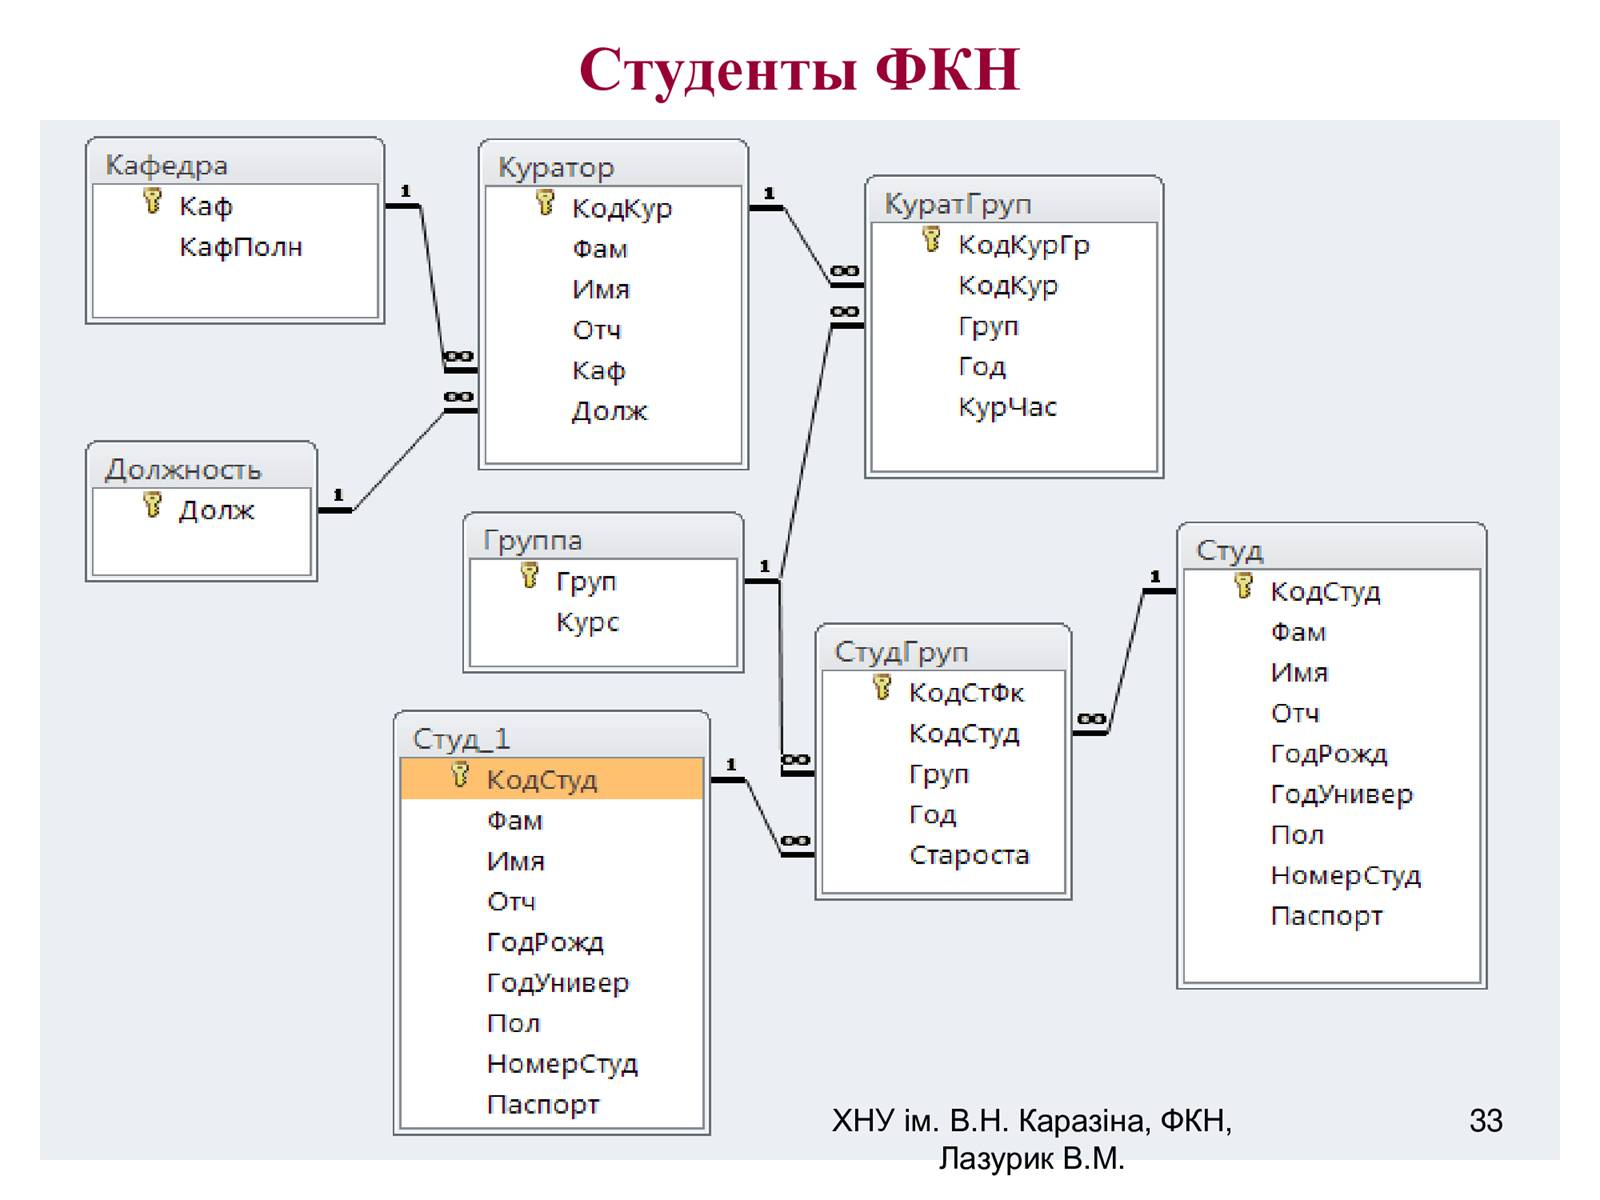 Студенты ФКН
Кафедра
Каф
КафПолн
1
∞
Куратор
КодКур
Фам
Имя
Отч
Каф
Долж
1
∞
КуратГруп
КодКурГр
КодКур
Груп
Год
КурЧас
Должность
Долж
1
∞
Группа
Груп
Курс
1
∞
∞
Студ
КодСтуд
Фам
Имя
Отч
ГодРожд
ГодУнивер
Пол
НомерСтуд
Паспорт
1
∞
СтудГруп
КодСтФк
КодСтуд
Груп
Год
Староста
Студ_1
КодСтуд
Фам
Имя
Отч
ГодРожд
ГодУнивер
Пол
НомерСтуд
Паспорт
1
∞
ХНУ ім. В.Н. Каразіна, ФКН,
Лазурик В.М.
33